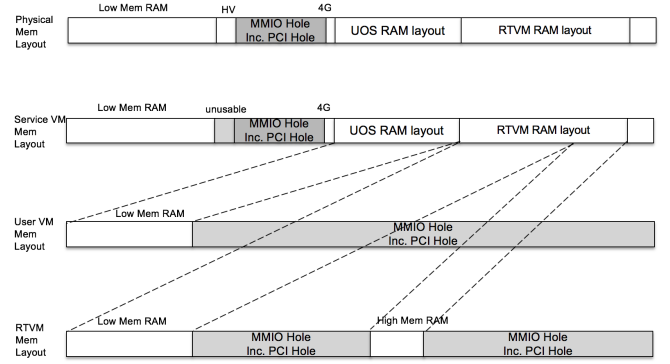 Low Mem RAM
HV
4G
Physical
Mem
Layout
MMIO Hole
Inc. PCI Hole
UOS RAM layout
RTVM RAM layout
Low Mem RAM
unusable
4G
Service VM
Mem
Layout
MMIO Hole
Inc. PCI Hole
UOS RAM layout
RTVM RAM layout
Low Mem RAM
User VM
Mem
Layout
MMIO Hole
Inc. PCI Hole
Low Mem RAM
High Mem RAM
RTVM
Mem
Layout
MMIO Hole
Inc. PCI Hole
MMIO Hole
Inc. PCI Hole